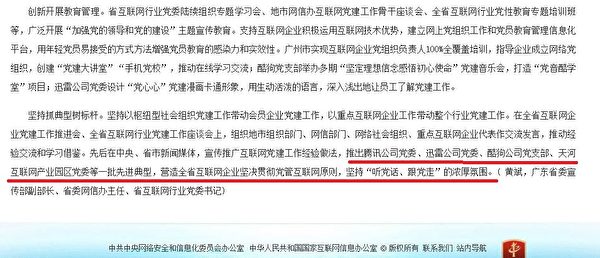 创新开展教育管理。省互联网行业党委陆续组织专题学习会、地市网信办互联网党建工作骨干座谈会、全省互联网行业党性教育专题培训班
等，广泛开展“加强党的领导和党的建设”主题宣传教育。支持互联网企业积极运用互联网技术优势，建立网上党组织工作和党员教育管理信息化
平台，用年轻党员易接受的方式方法增强党员教育的感染力和实效性。广州市实现互联网企业党组织负责人100%全覆盖培训，指导企业成立网络党
组织，创建“党建大讲堂”“手机党校”，推动在线学习交流；酷狗党支部举办多期“坚定理想信念感悟初心使命”党建音乐会，打造“党音酷学
堂”项目；迅雷公司党委设计“党心心”党建漫画卡通形象，用生动活泼的语言，深入浅出地让员工了解党建工作。
坚持抓典型树标杆。坚持以枢纽型社会组织党建工作带动会员企业党建工作，以重点互联网企业工作带动整个行业党建工作。在全省互联网企
业党建工作推进会、全省互联网行业党建工作座谈会上，组织地市组织部门、网信部门、网络社会组织、重点互联网企业代表作交流发言，推动经
验交流和学习借鉴。先后在中央、省市新闻媒体，宣传推广互联网党建工作经验做法，推出腾讯公司党委、迅雷公司党委、酷狗公司党支部、天河
互联网产业园区党委等一批先进典型，营造全省互联网企业坚决贯彻党管互联网原则，坚持“听党话、跟党走”的浓厚氛围。（黄斌，广东省委宣
传部副部长、省委网信办主任、省互联网行业党委书记）
中共中央网络安全和信息化委员会办公室 中华人民共和国国家互联网信息办公室 © 版权所有 联系我们 站内导航